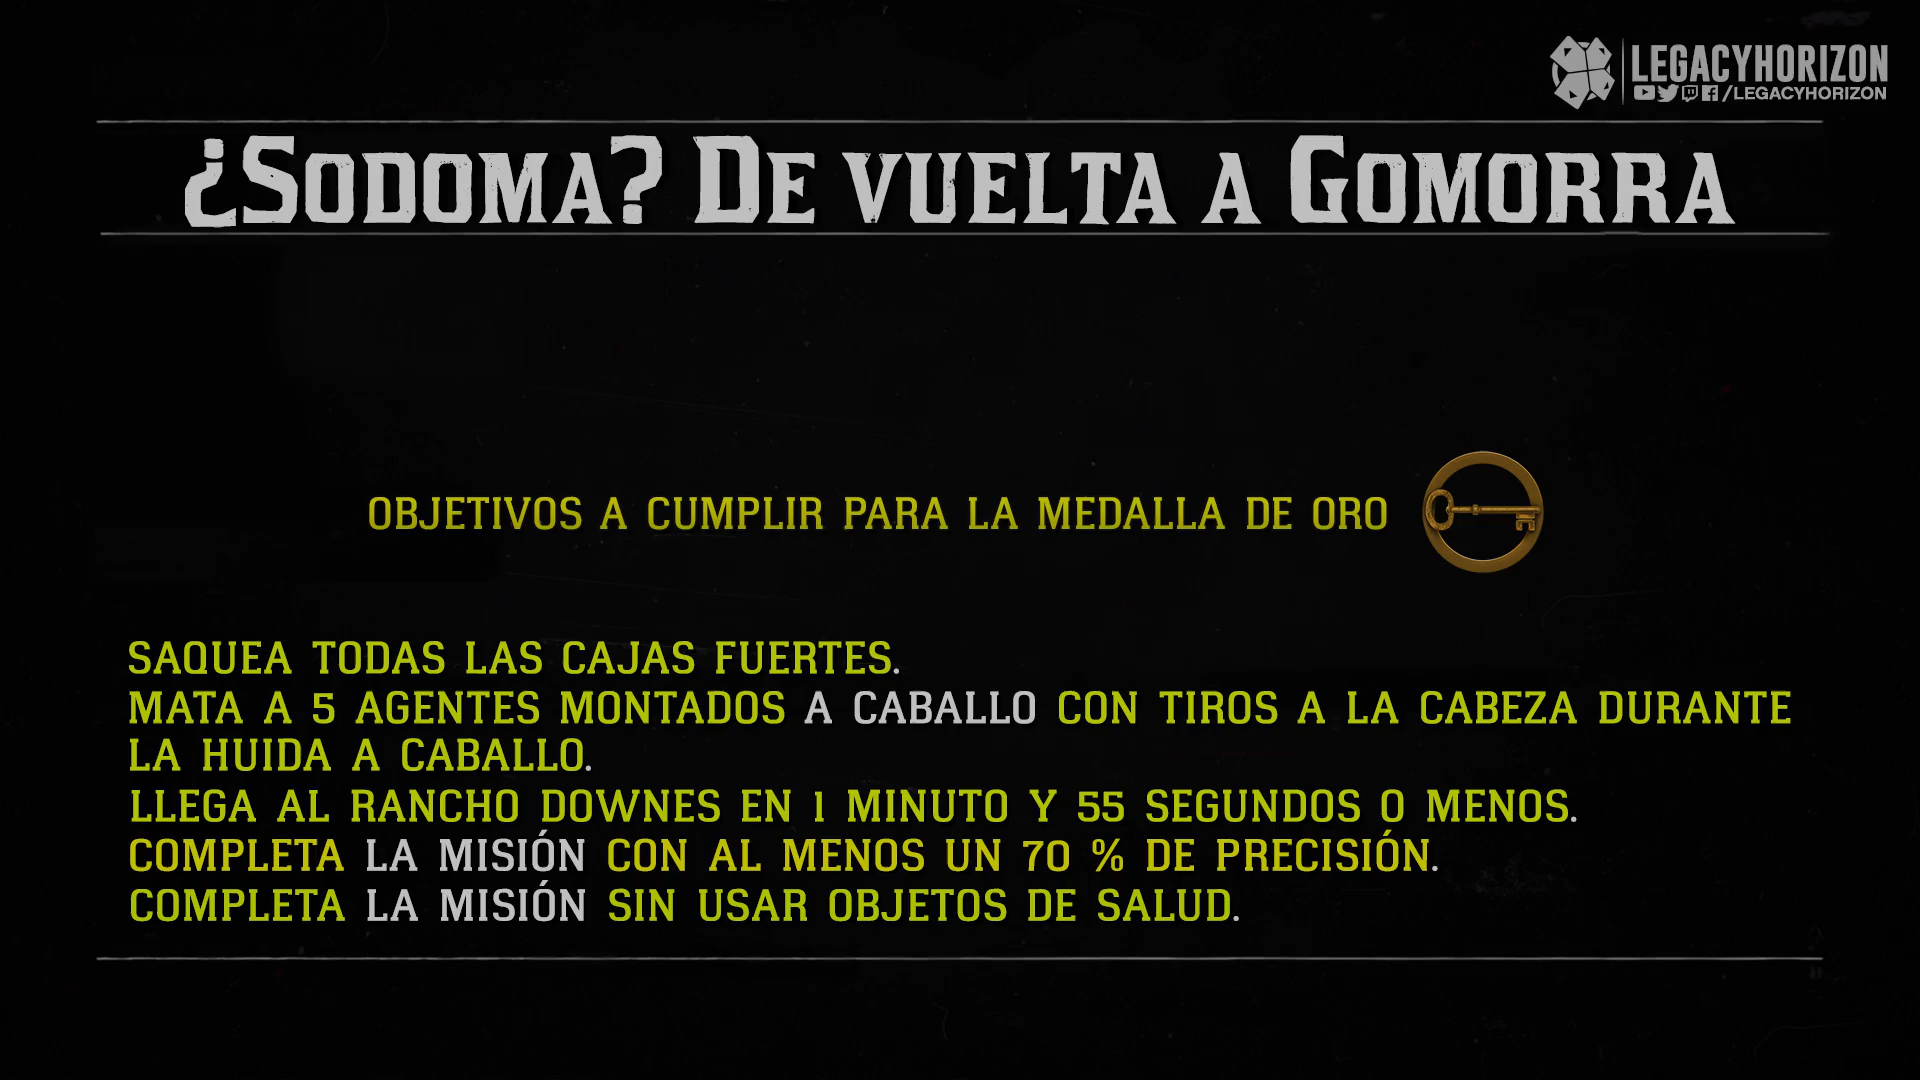 LEGACYHORIZON
/LEGACYHORIZON
¿SODOMA? DE VUELTA A GOMORRA
OBJETIVOS A CUMPLIR PARA LA MEDALLA DE ORO
SAQUEA TODAS LAS CAJAS FUERTES.
MATA A 5 AGENTES MONTADOS A CABALLO CON TIROS A LA CABEZA DURANTE
LA HUIDA A CABALLO.
LLEGA AL RANCHO DOWNES EN 1 MINUTO Y 55 SEGUNDOS O MENOS.
COMPLETA LA MISIÓN CON AL MENOS UN 70 % DE PRECISIÓN.
COMPLETA LA MISIÓN SIN USAR OBJETOS DE SALUD.